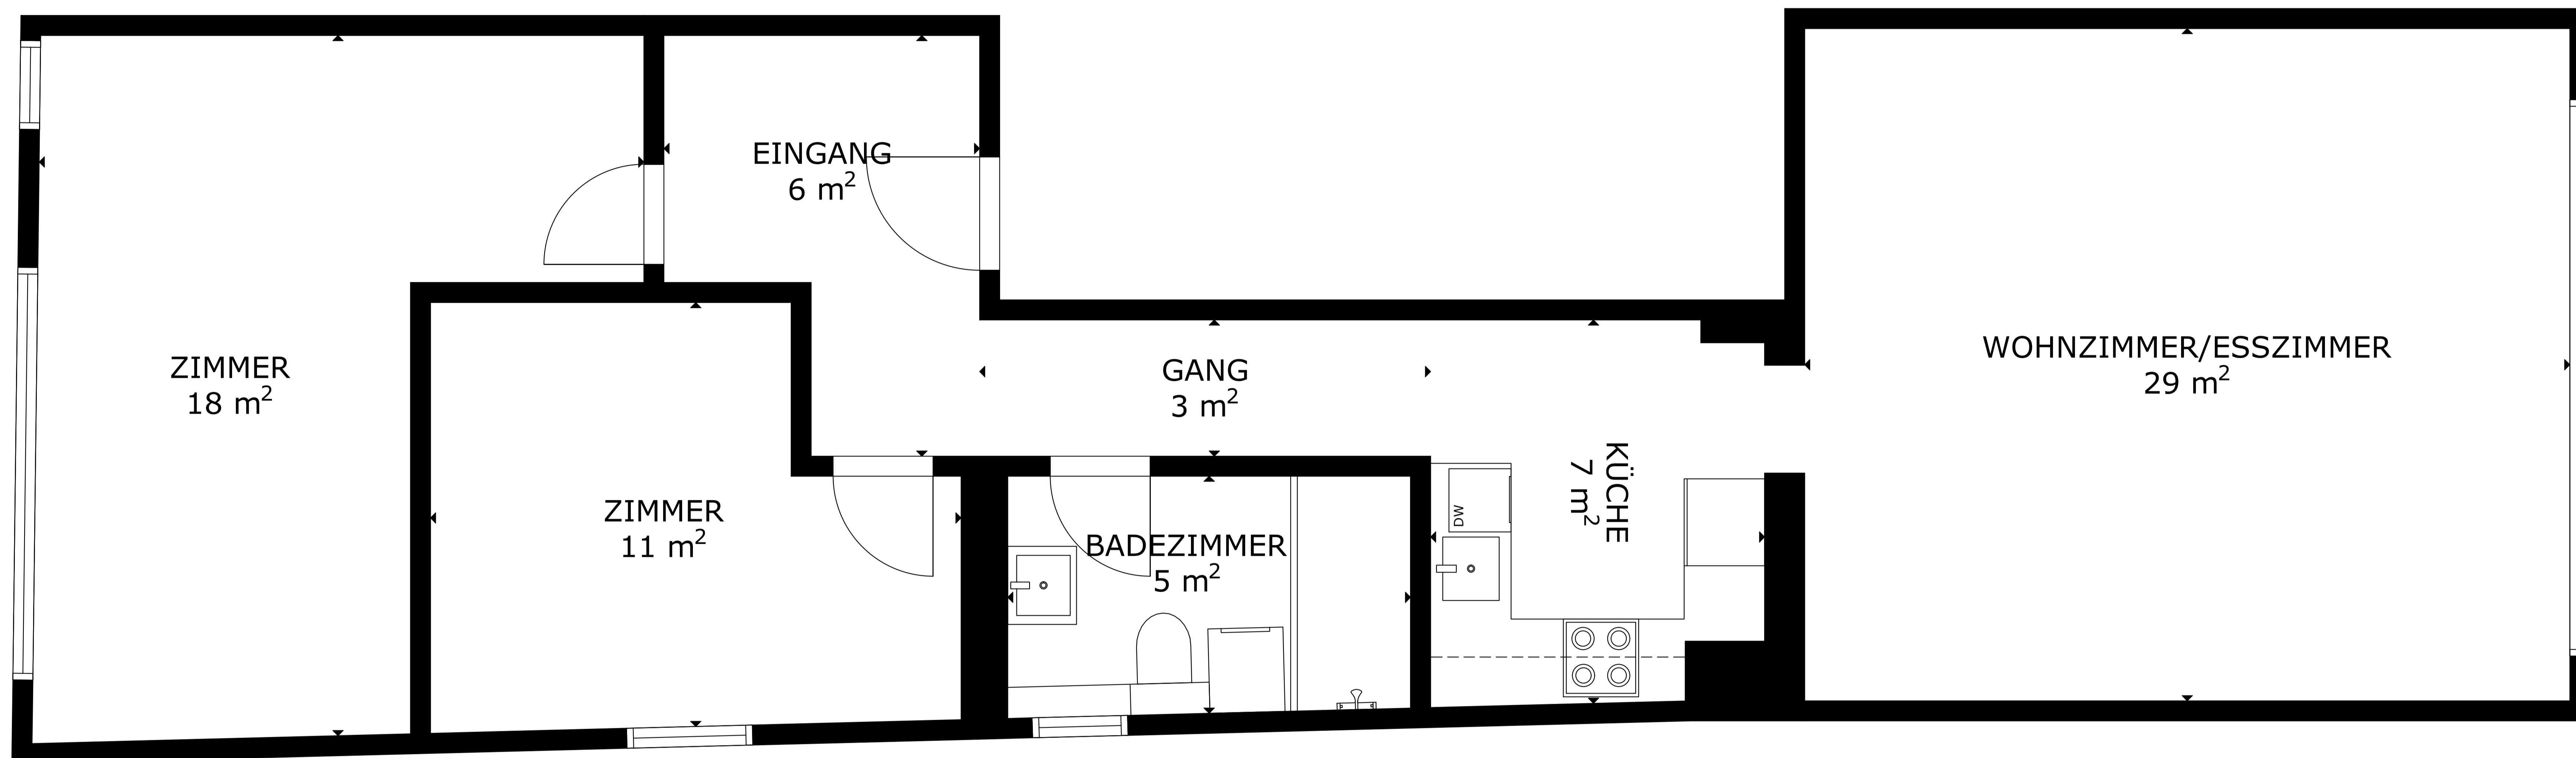 EINGANG
6 m²
ZIMMER
18 m²
GANG
3 m²
WOHNZIMMER/ESSZIMMER
29 m²
KÜCHE
7 m²
ZIMMER
11 m²
BADEZIMMER
5 m²
DW